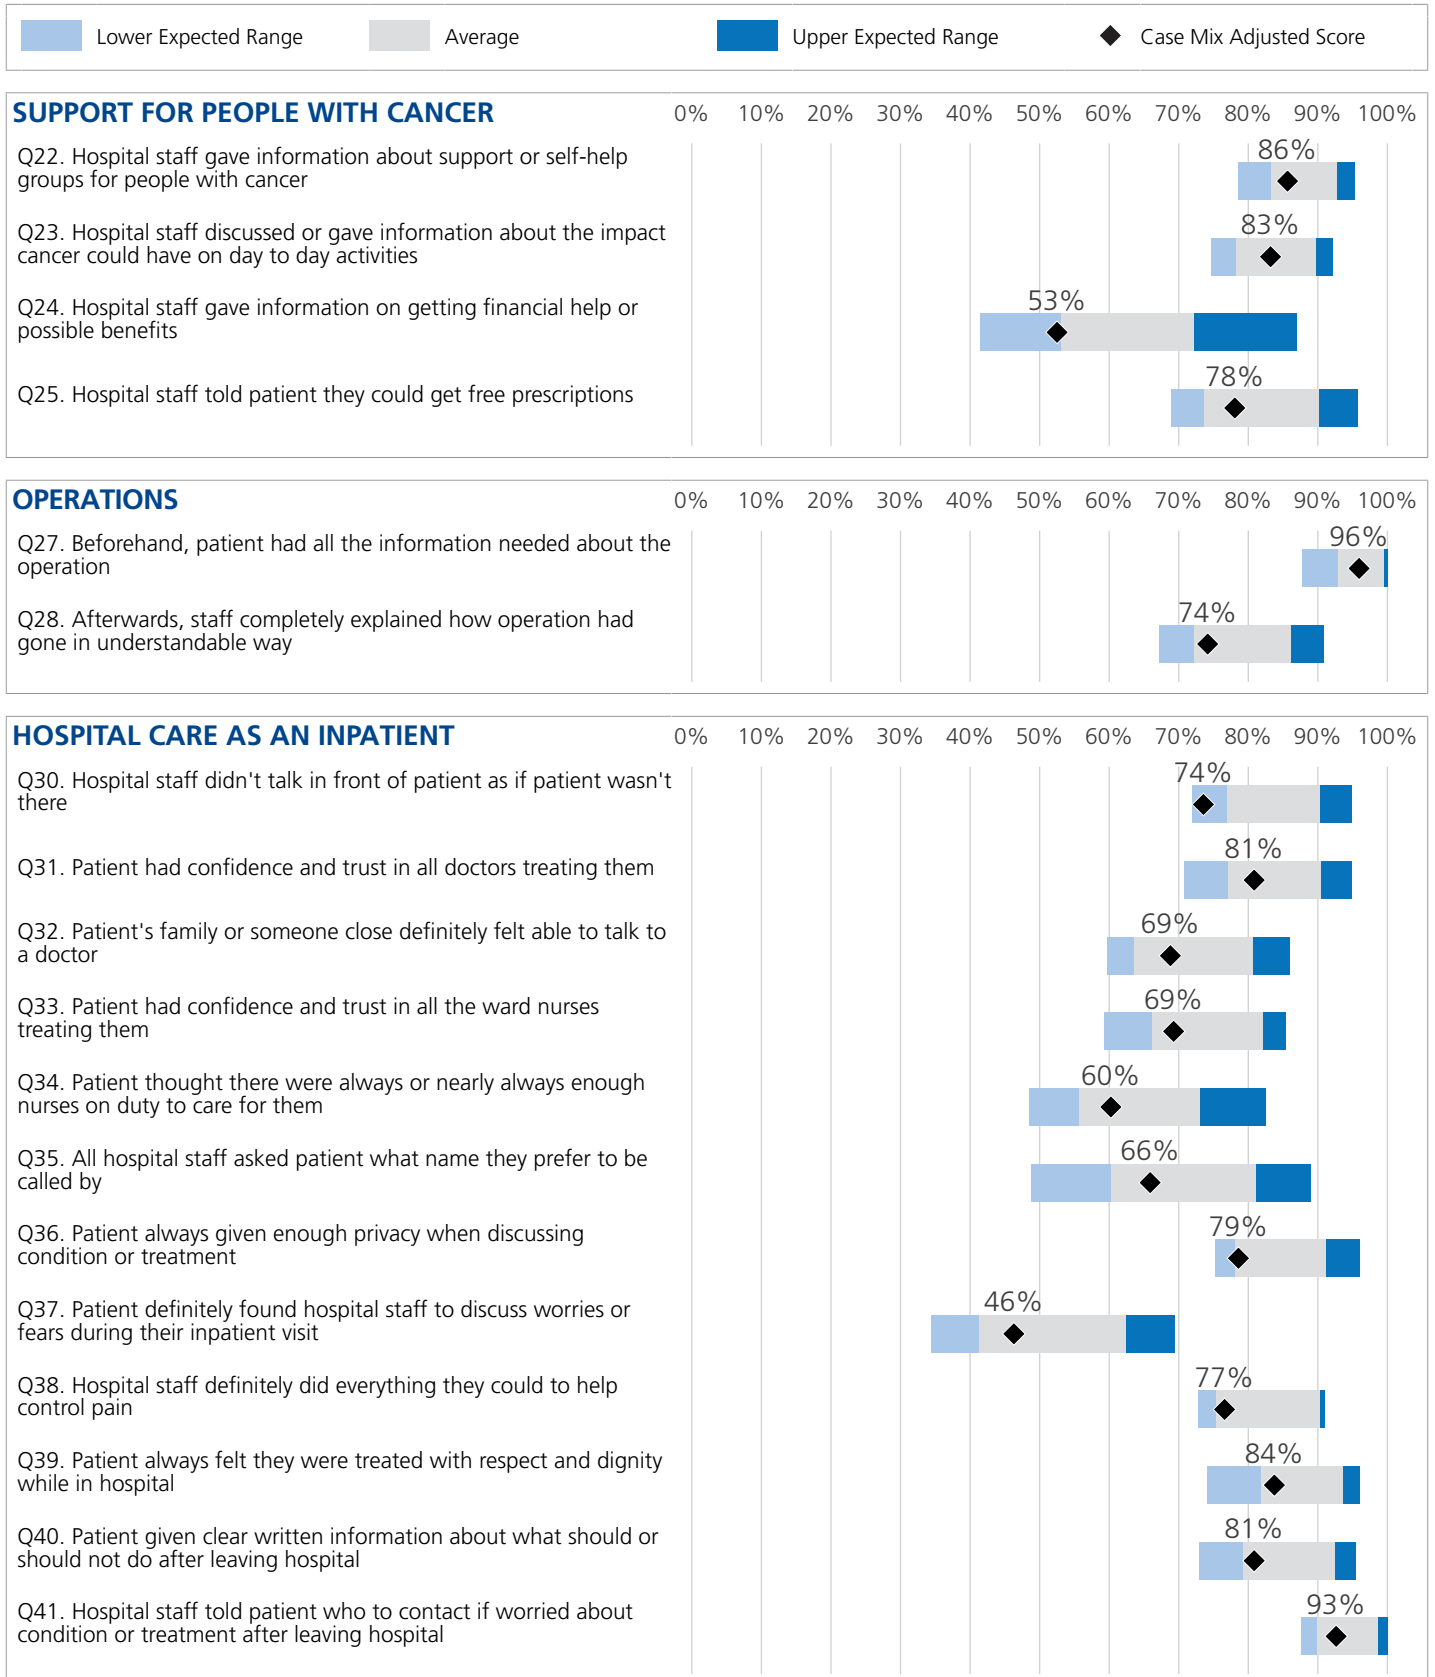 Lower Expected Range Average Upper Expected Range Case Mix Adjusted Score
SUPPORT FOR PEOPLE WITH CANCER 0% 10% 20% 30% 40% 50% 60% 70% 80% 90% 100%
Q22. Hospital staff gave information about support or self-help
groups for people with cancer
86%
Q23. Hospital staff discussed or gave information about the impact
cancer could have on day to day activities
83%
Q24. Hospital staff gave information on getting financial help or
possible benefits
53%
Q25. Hospital staff told patient they could get free prescriptions
78%
OPERATIONS 0% 10% 20% 30% 40% 50% 60% 70% 80% 90% 100%
Q27. Beforehand, patient had all the information needed about the
operation
96%
Q28. Afterwards, staff completely explained how operation had
gone in understandable way
74%
HOSPITAL CARE AS AN INPATIENT 0% 10% 20% 30% 40% 50% 60% 70% 80% 90% 100%
Q30. Hospital staff didn't talk in front of patient as if patient wasn't
there
74%
Q31. Patient had confidence and trust in all doctors treating them
81%
Q32. Patient's family or someone close definitely felt able to talk to
a doctor
69%
Q33. Patient had confidence and trust in all the ward nurses
treating them
69%
Q34. Patient thought there were always or nearly always enough
nurses on duty to care for them
60%
Q35. All hospital staff asked patient what name they prefer to be
called by
66%
Q36. Patient always given enough privacy when discussing
condition or treatment
79%
Q37. Patient definitely found hospital staff to discuss worries or
fears during their inpatient visit
46%
Q38. Hospital staff definitely did everything they could to help
control pain
77%
Q39. Patient always felt they were treated with respect and dignity
while in hospital
84%
Q40. Patient given clear written information about what should or
should not do after leaving hospital
81%
Q41. Hospital staff told patient who to contact if worried about
condition or treatment after leaving hospital
93%